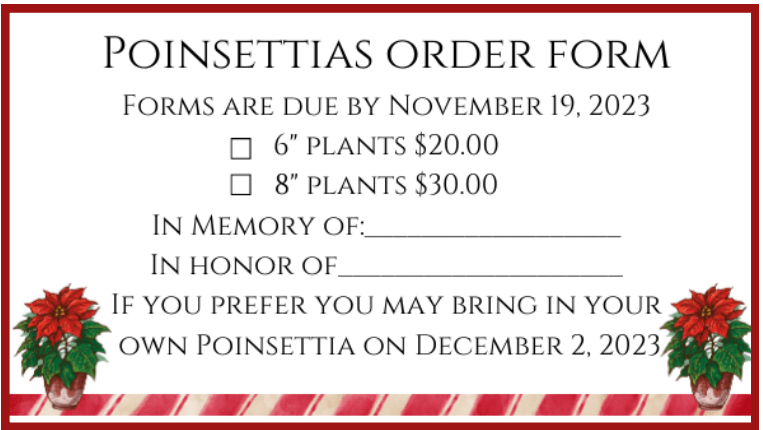 Poinsettias order form
Forms are due by November 19, 2023
☐ 6" plants $20.00
☐ 8" plants $30.00
In Memory of:___________________
In honor of_____________________
If you prefer you may bring in your
own Poinsettia on December 2, 2023